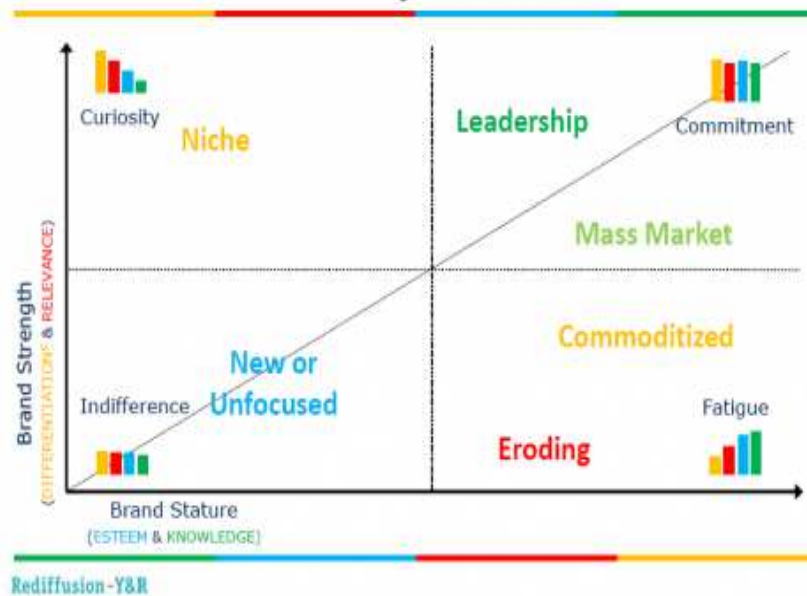 Curiosity
Niche
Leadership
Commitment
Mass Market
Brand Strength
(DIFFERENTIATION & RELEVANCE)
Commoditized
New or
Unfocused
Indifference
Fatigue
Eroding
Brand Stature
(ESTEEM & KNOWLEDGE)
Rediffusion-Y&R